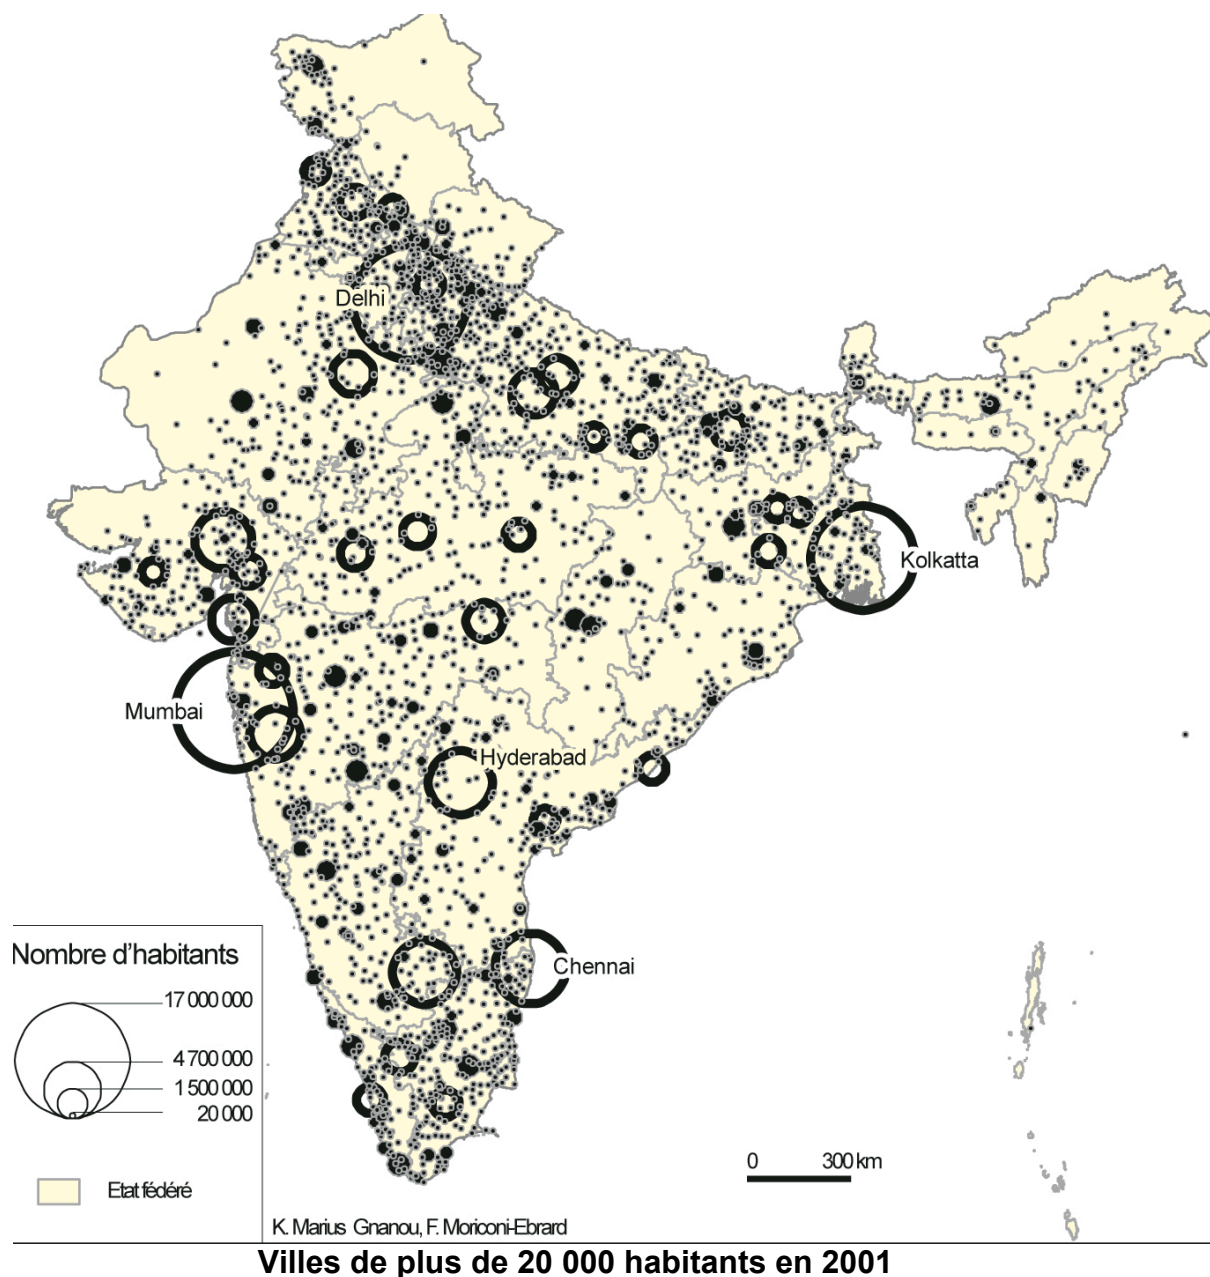 Delhi
Kolkatta
Mumbai
Hyderabad
Chennai
Nombre d'habitants
17 000 000
4 700 000
1 500 000
20 000
Etat fédéré
0 300 km
K. Marius Gnanou, F. Moriconi-Ebrard
Villes de plus de 20 000 habitants en 2001